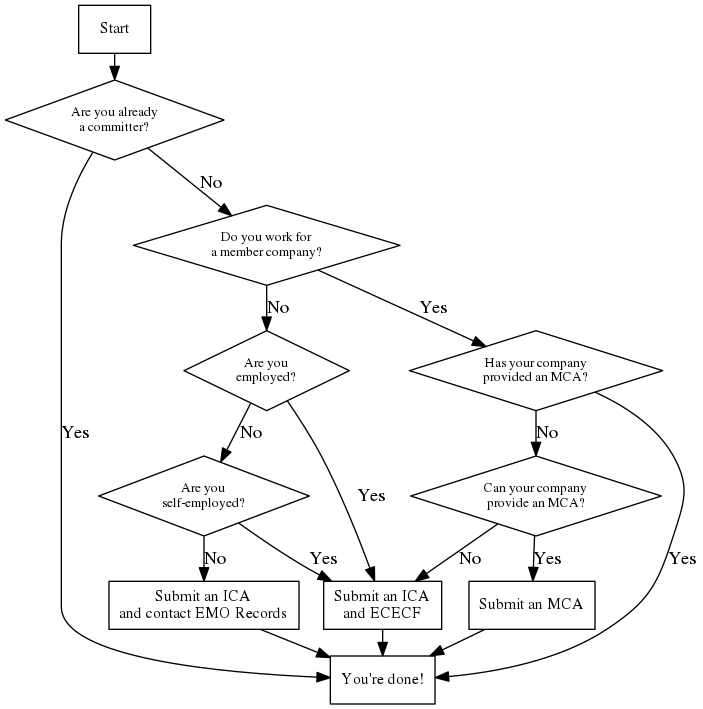 Start
Are you already
a committer?
No
Do you work for
a member company?
No
Yes
Are you
employed?
Has your company
provided an MCA?
Yes
No
Yes
No
Are you
self-employed?
Can your company
provide an MCA?
No
Yes
No
Yes
Yes
Submit an ICA
and contact EMO Records
Submit an ICA
and ECECF
Submit an MCA
You're done!